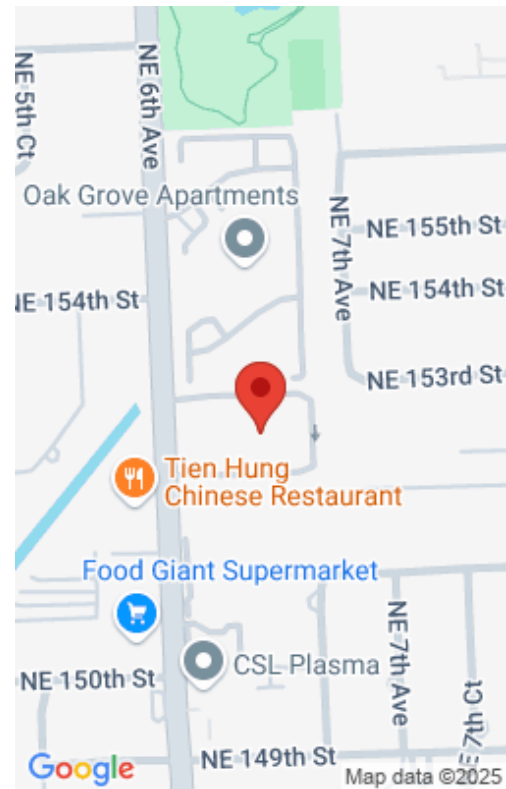 NE 5th Ct
NE 6th Ave
Oak Grove Apartments
NE 7th Ave
NE 155th St
NE 154th St
NE 154th St
NE 153rd St
Tien Hung
Chinese Restaurant
Food Giant Supermarket
NE 7th Ave
E 7th Ct
CSL Plasma
NE 150th St
NE 149th St
Google
Map data ©2025